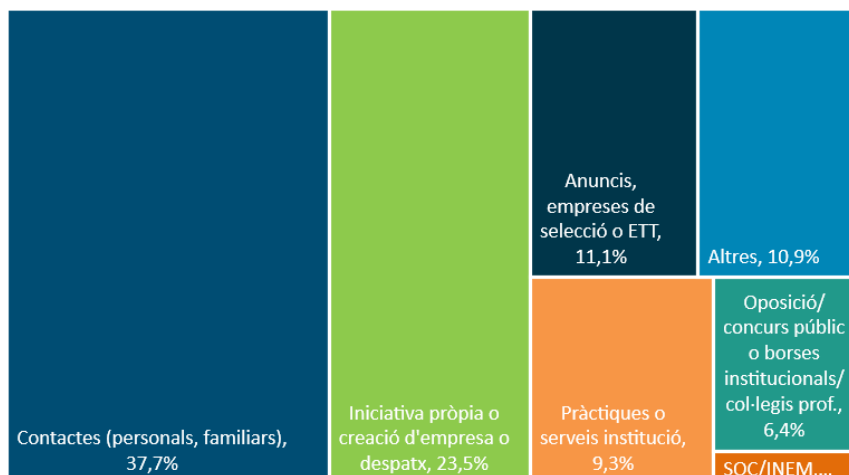 Contactes (personals, familiars),
37,7%
Iniciativa pròpia o
creació d'empresa o
despatx, 23,5%
Anuncis,
empreses de
selecció o ETT,
11,1%
Altres, 10,9%
Pràctiques o
serveis institució,
9,3%
Oposició/
concurs públic
o borses
institucionals/
col·legis prof.,
6,4%
SOC/INEM....